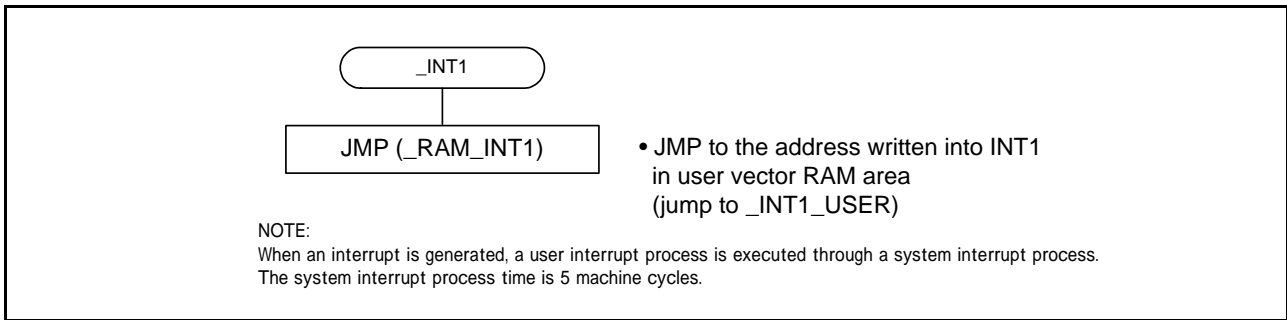 _INT1
JMP (_RAM_INT1)
• JMP to the address written into INT1
in user vector RAM area
(jump to _INT1_USER)
NOTE:
When an interrupt is generated, a user interrupt process is executed through a system interrupt process.
The system interrupt process time is 5 machine cycles.